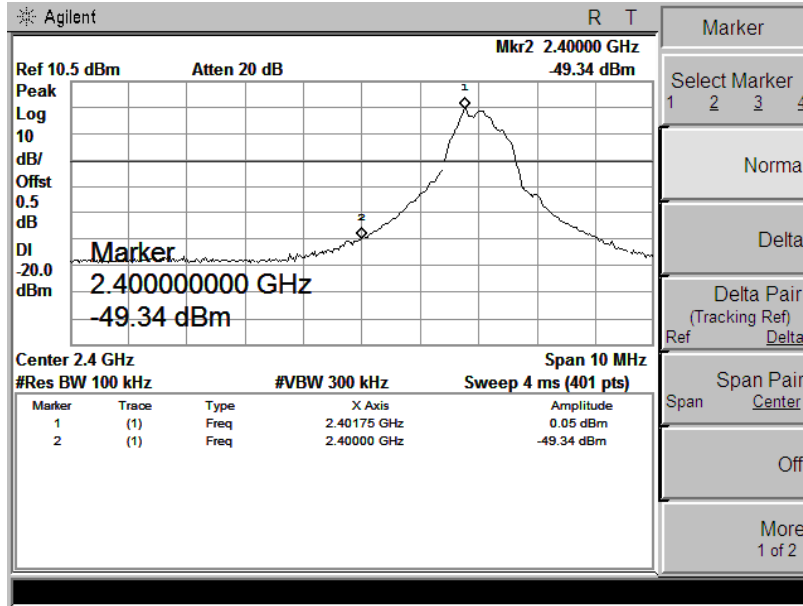 Agilent R T
Mkr2 2.40000 GHz
Ref 10.5 dBm Atten 20 dB -49.34 dBm
Peak
Log
10
dB/
Offst
0.5
dB
DI
-20.0
dBm
1
2
Marker
2.400000000 GHz
-49.34 dBm
Center 2.4 GHz Span 10 MHz
#Res BW 100 kHz #VBW 300 kHz Sweep 4 ms (401 pts)
Marker Trace Type X Axis Amplitude
1 (1) Freq 2.40175 GHz 0.05 dBm
2 (1) Freq 2.40000 GHz -49.34 dBm
Marker
Select Marker
1 2 3 4
Norma
Delta
Delta Pair
(Tracking Ref)
Ref Delta
Span Pair
Span Center
Off
More
1 of 2